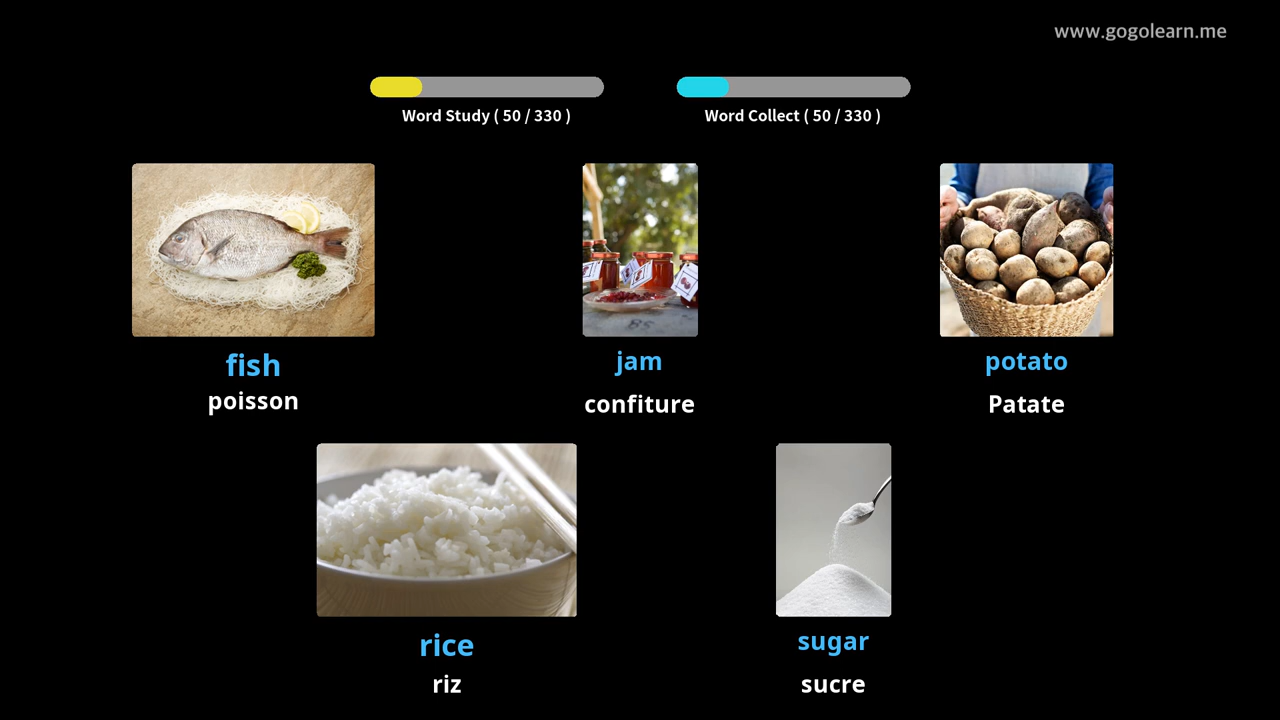 www.gogolearn.me
Word Study ( 50 / 330 )
Word Collect ( 50 / 330 )
fish
poisson
jam
confiture
potato
Patate
rice
riz
sugar
sucre